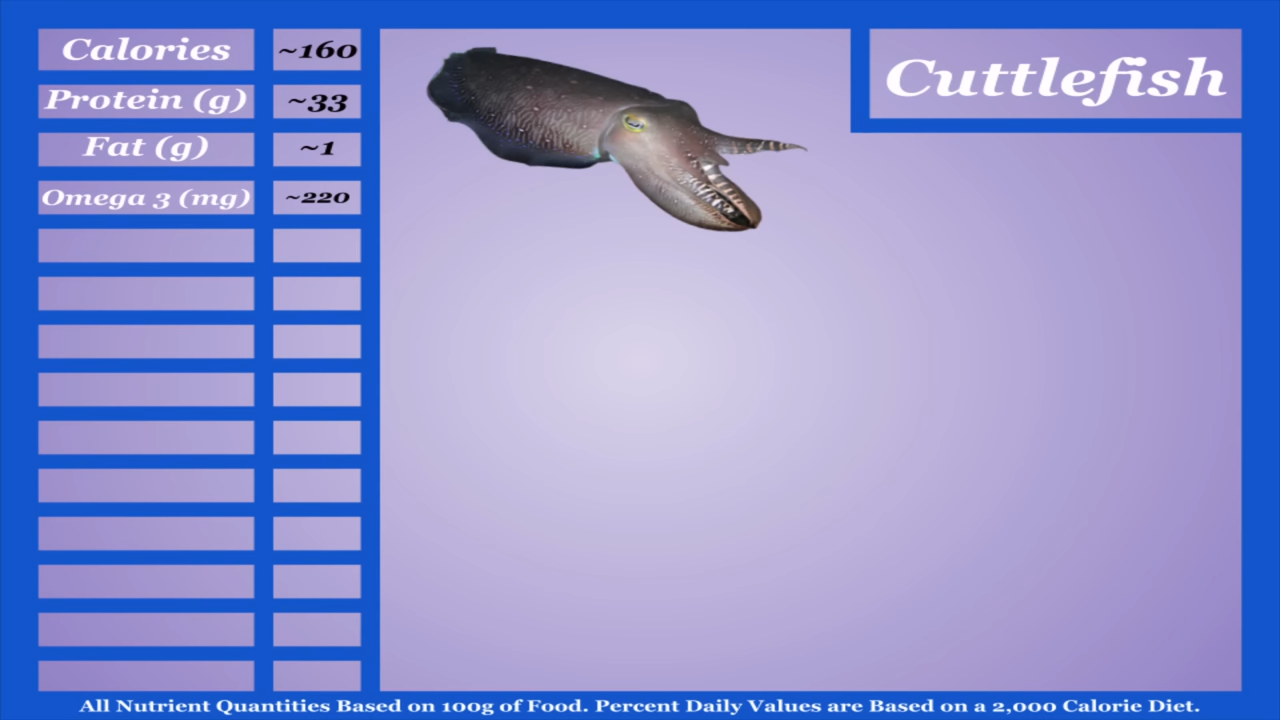 Calories ~160
Cuttlefish
Protein (g) ~33
Fat (g) ~1
Omega 3 (mg) ~220
All Nutrient Quantities Based on 100g of Food. Percent Daily Values are Based on a 2,000 Calorie Diet.